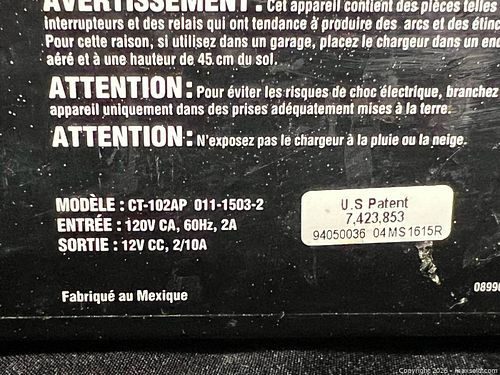 AVERTISSEMENT: Cet appareil contient des pièces telles
interrupteurs et des relais qui ont tendance à produire des arcs et des étinc
Pour cette raison, si utilisez dans un garage, placez le chargeur dans un
aéré et à une hauteur de 45 cm du sol.
ATTENTION: Pour éviter les risques de choc électrique, branchez
appareil uniquement dans des prises adéquatement mises à la terre.
ATTENTION: N'exposez pas le chargeur à la pluie ou la neige.
MODÈLE : CT-102AP 011-1503-2
ENTRÉE : 120V CA, 60Hz, 2A
SORTIE : 12V CC, 2/10A
U.S Patent
7,423,853
94050036 04MS1615R
0899
Fabriqué au Mexique
Copyright 2026 - maxsold.com